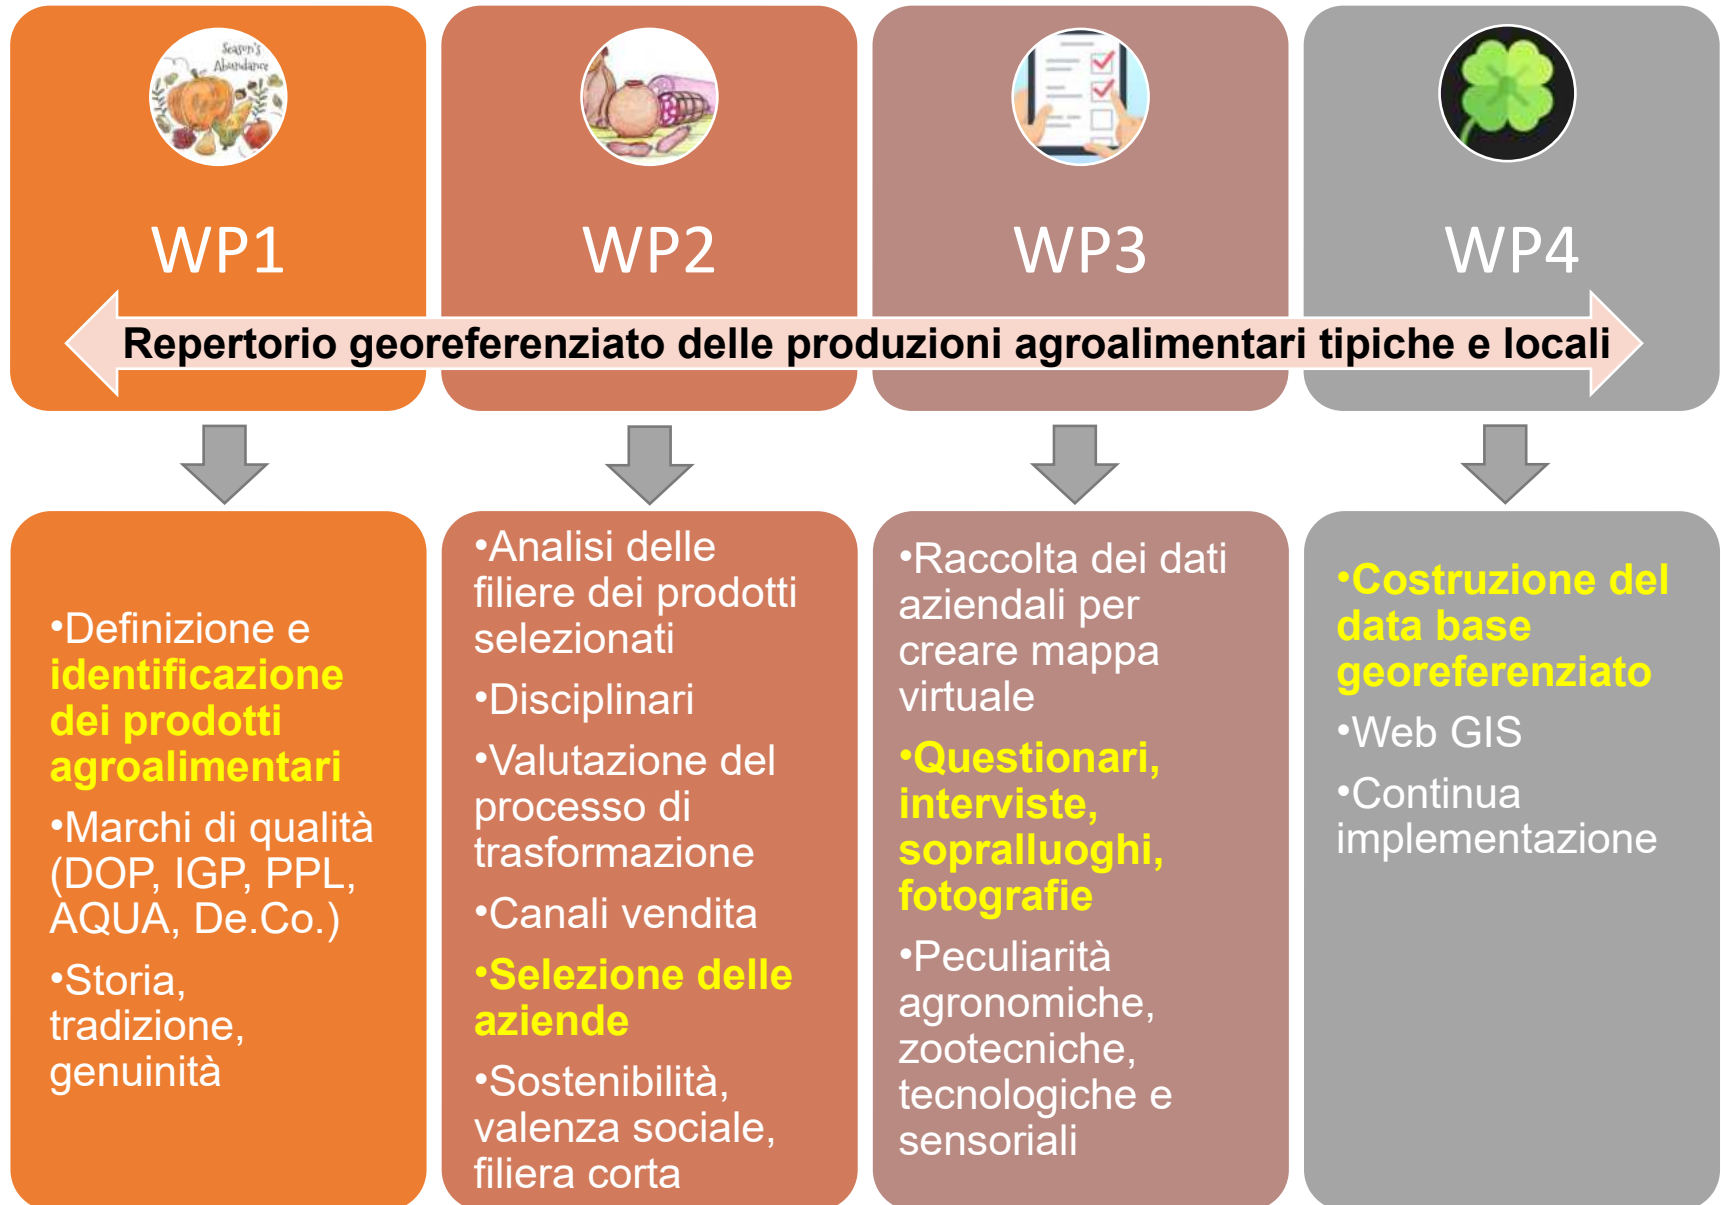 Season's
Abundance
WP1
WP2
WP3
WP4
Repertorio georeferenziato delle produzioni agroalimentari tipiche e locali
•Definizione e
identificazione
dei prodotti
agroalimentari
•Marchi di qualità
(DOP, IGP, PPL,
AQUA, De.Co.)
•Storia,
tradizione,
genuinità
•Analisi delle
filiere dei prodotti
selezionati
•Disciplinari
•Valutazione del
processo di
trasformazione
•Canali vendita
•Selezione delle
aziende
•Sostenibilità,
valenza sociale,
filiera corta
•Raccolta dei dati
aziendali per
creare mappa
virtuale
•Questionari,
interviste,
sopralluoghi,
fotografie
•Peculiarità
agronomiche,
zootecniche,
tecnologiche e
sensoriali
•Costruzione del
data base
georeferenziato
•Web GIS
•Continua
implementazione